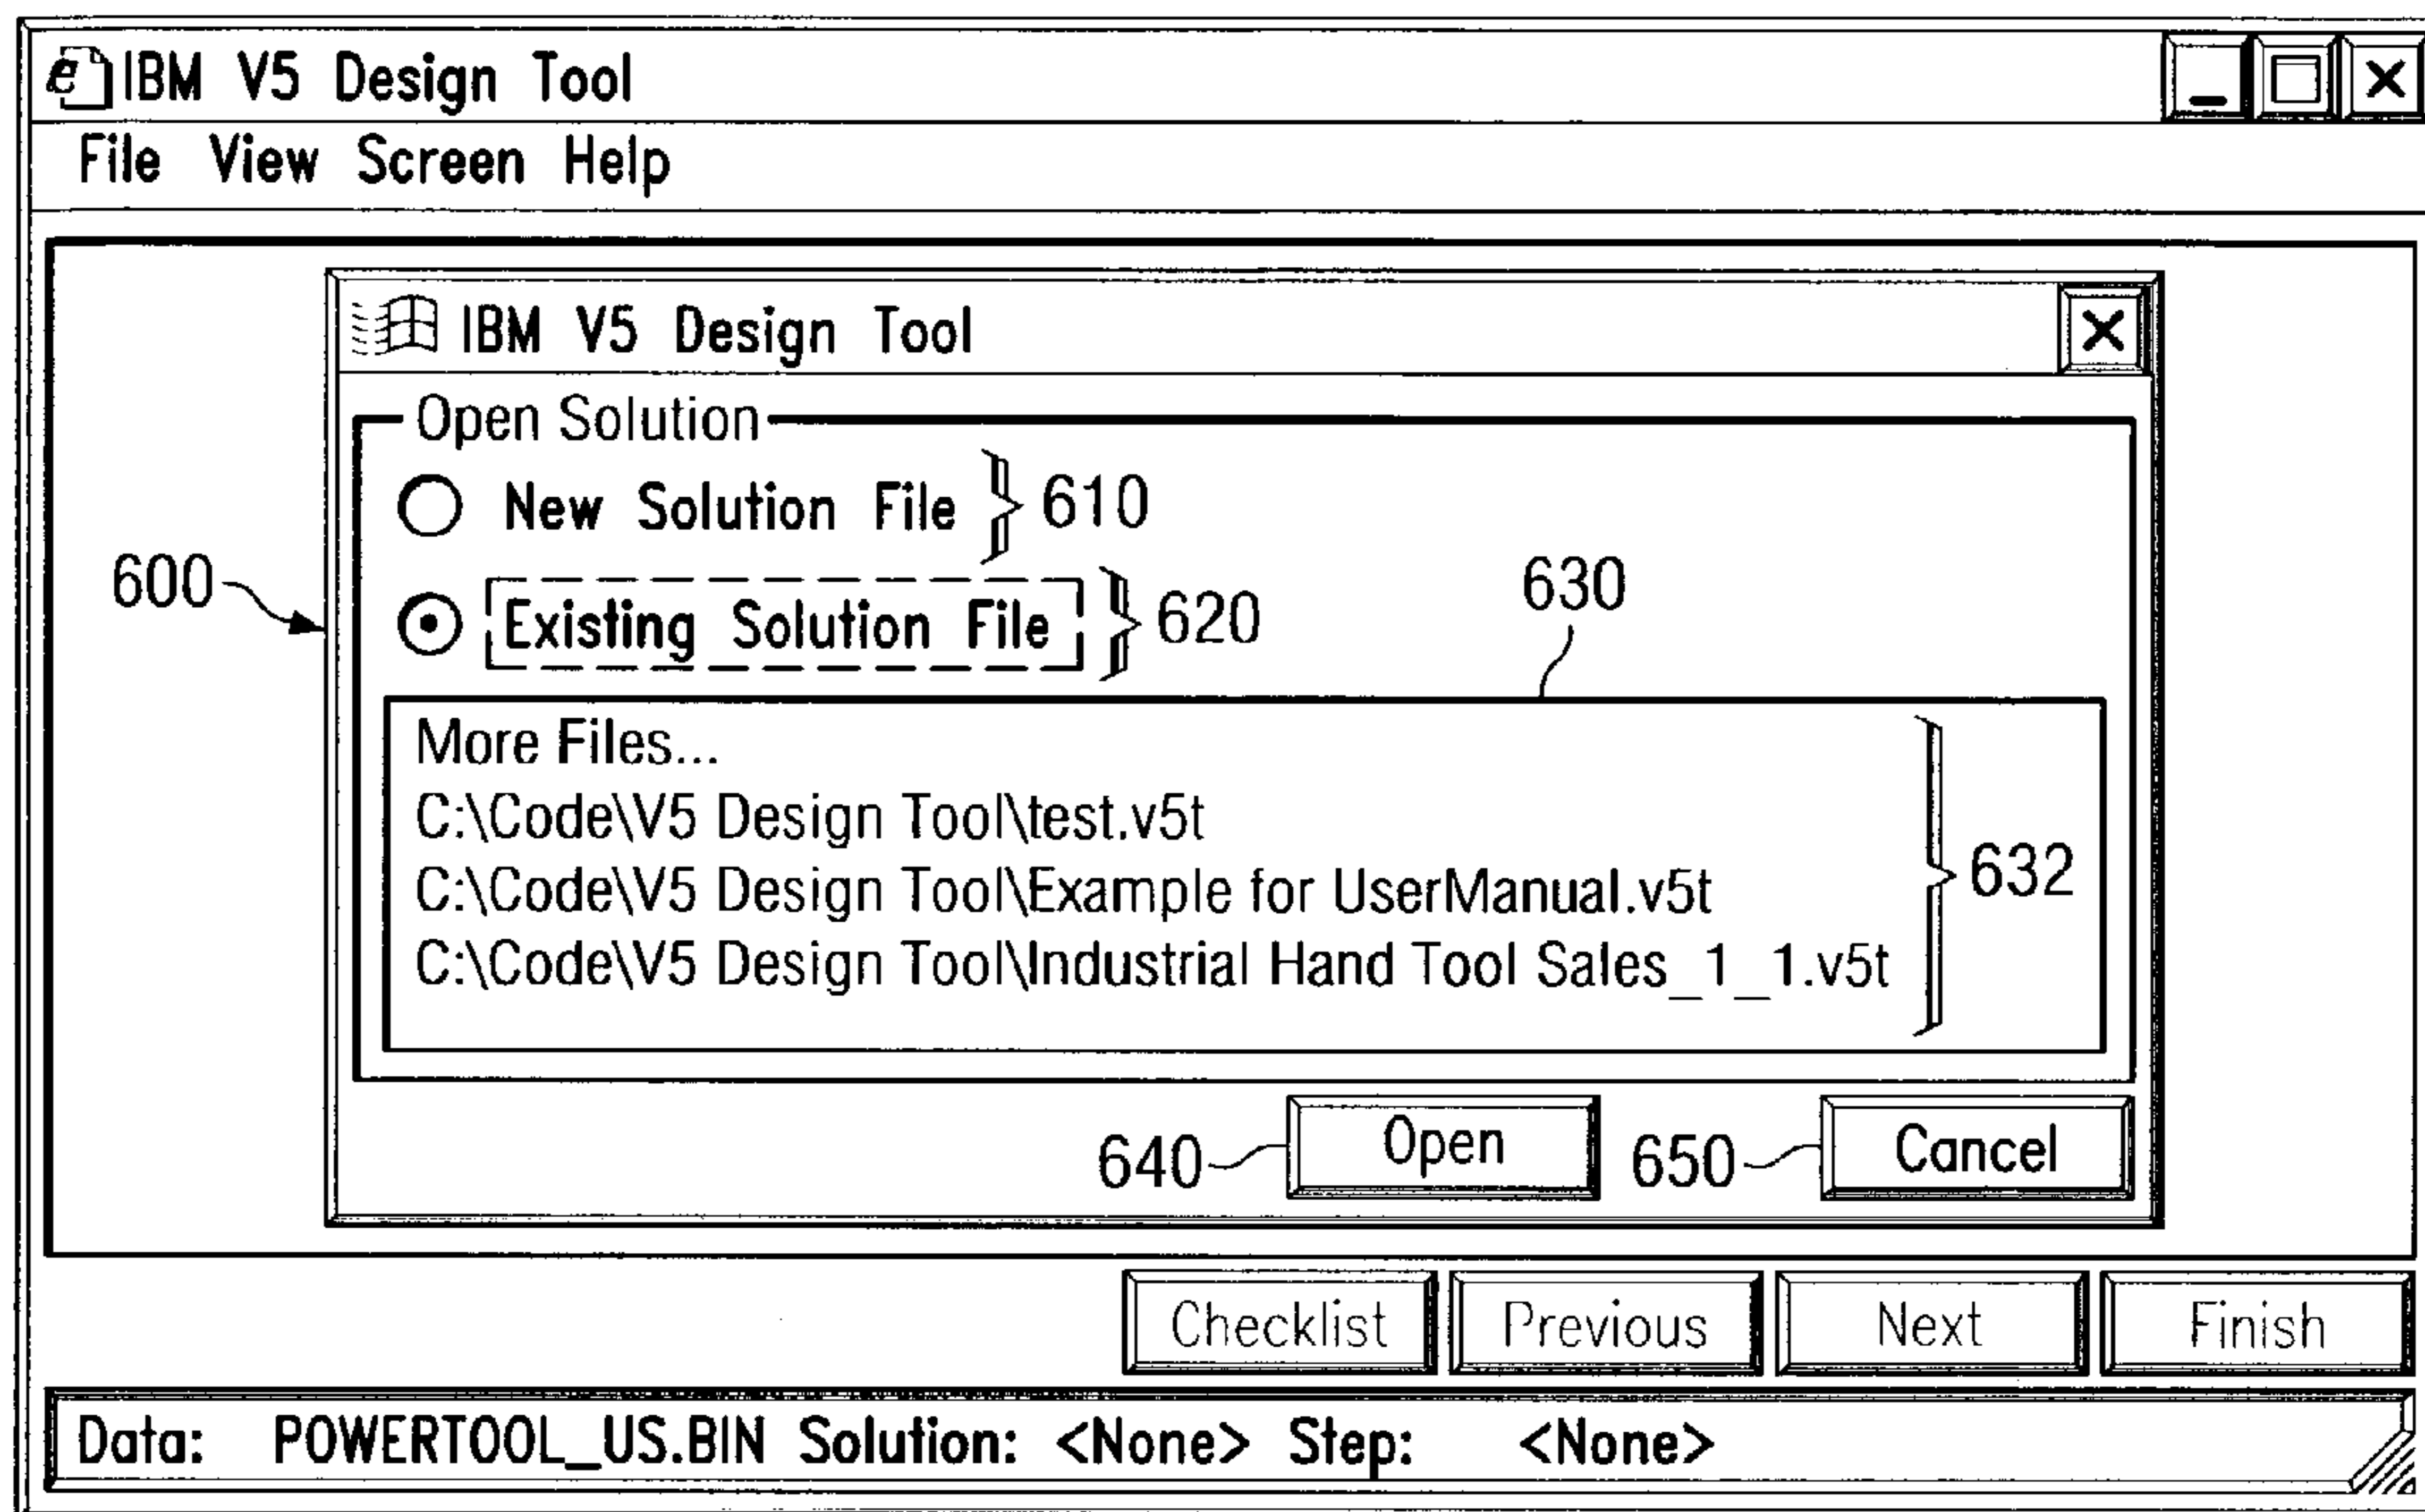 IBM V5 Design Tool
File View Screen Help
IBM V5 Design Tool
Open Solution
New Solution File 610
600
Existing Solution File 620
630
More Files...
C:\Code\V5 Design Tool\test.v5t
C:\Code\V5 Design Tool\Example for UserManual.v5t
632
C:\Code\V5 Design Tool\Industrial Hand Tool Sales_1_1.v5t
640 Open 650 Cancel
Checklist Previous Next Finish
Data: POWERTOOL_US.BIN Solution: <None> Step: <None>